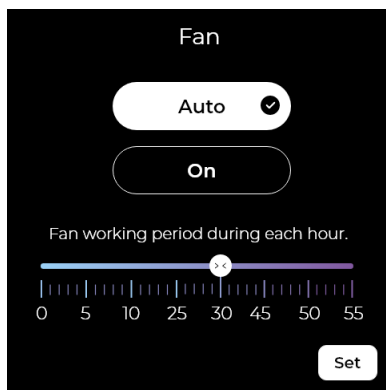 Fan
Auto
On
Fan working period during each hour.
0 5 10 25 30 45 50 55
Set